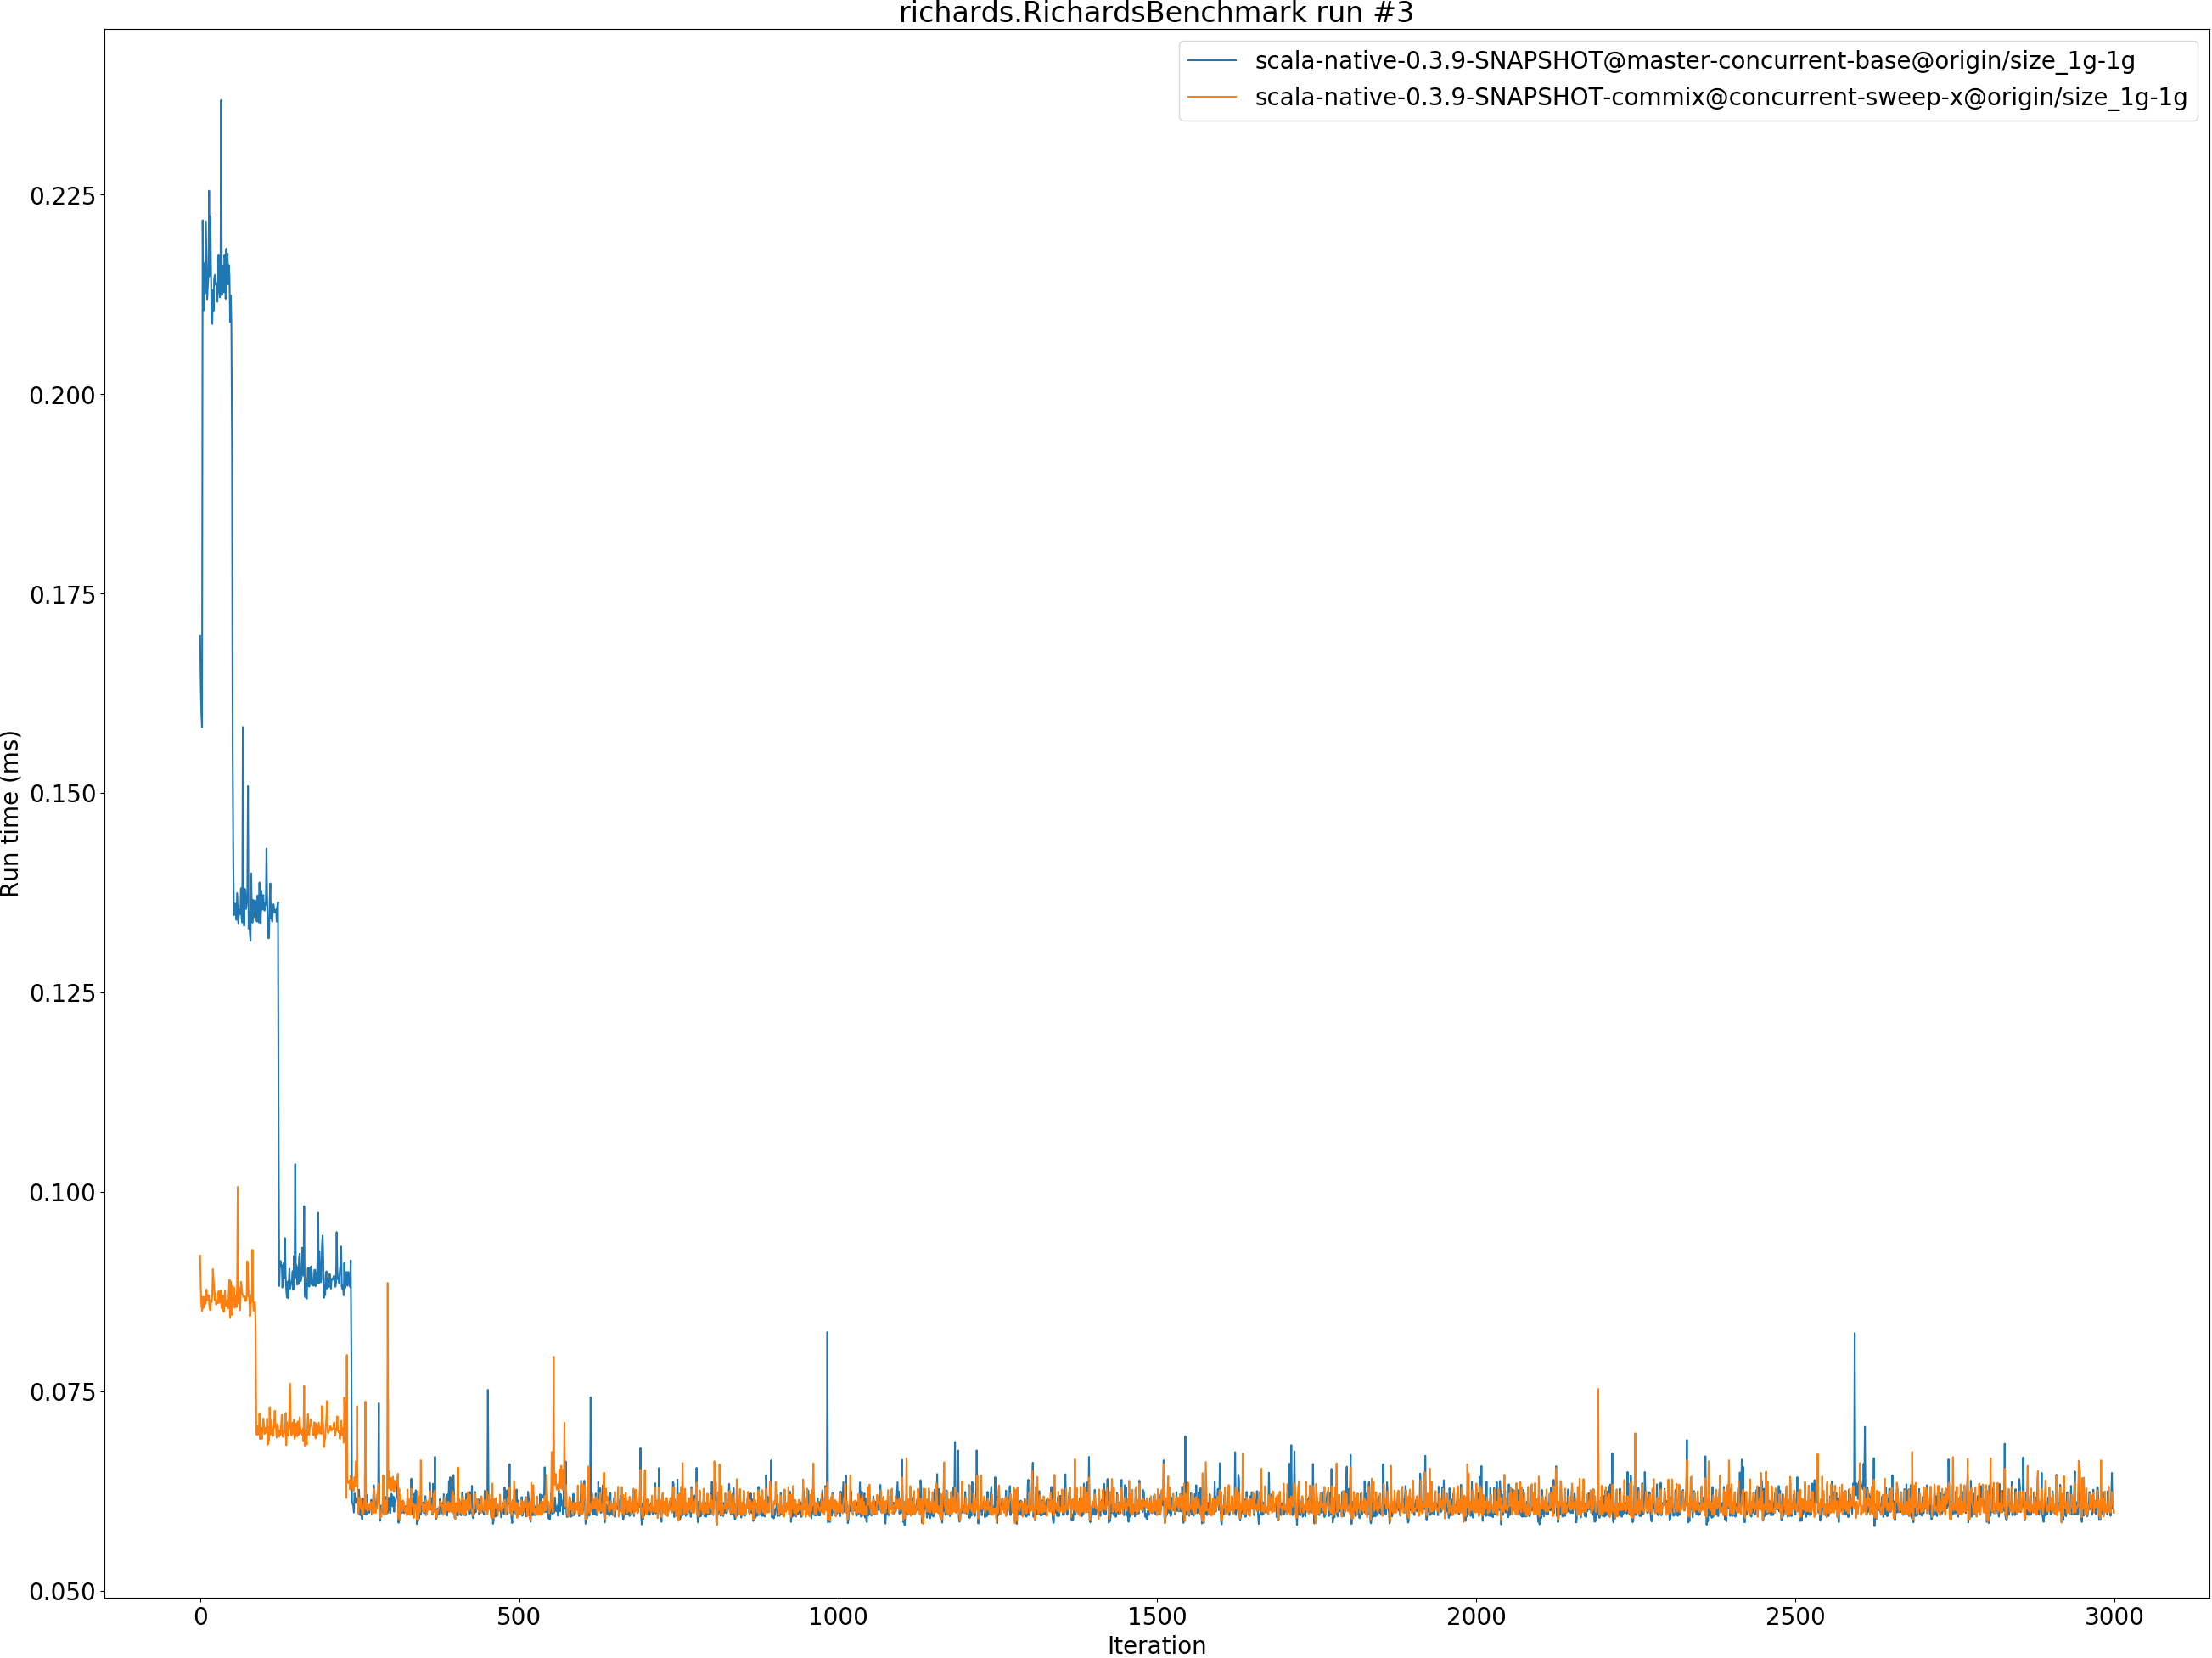 richards.RichardsBenchmark run #3
scala-native-0.3.9-SNAPSHOT@master-concurrent-base@origin/size_1g-1g
scala-native-0.3.9-SNAPSHOT-commix@concurrent-sweep-x@origin/size_1g-1g
0.225
0.200
0.175
0.150
0.125
0.100
0.075
0.050
Run time (ms)
0 500 1000 1500 2000 2500 3000
Iteration